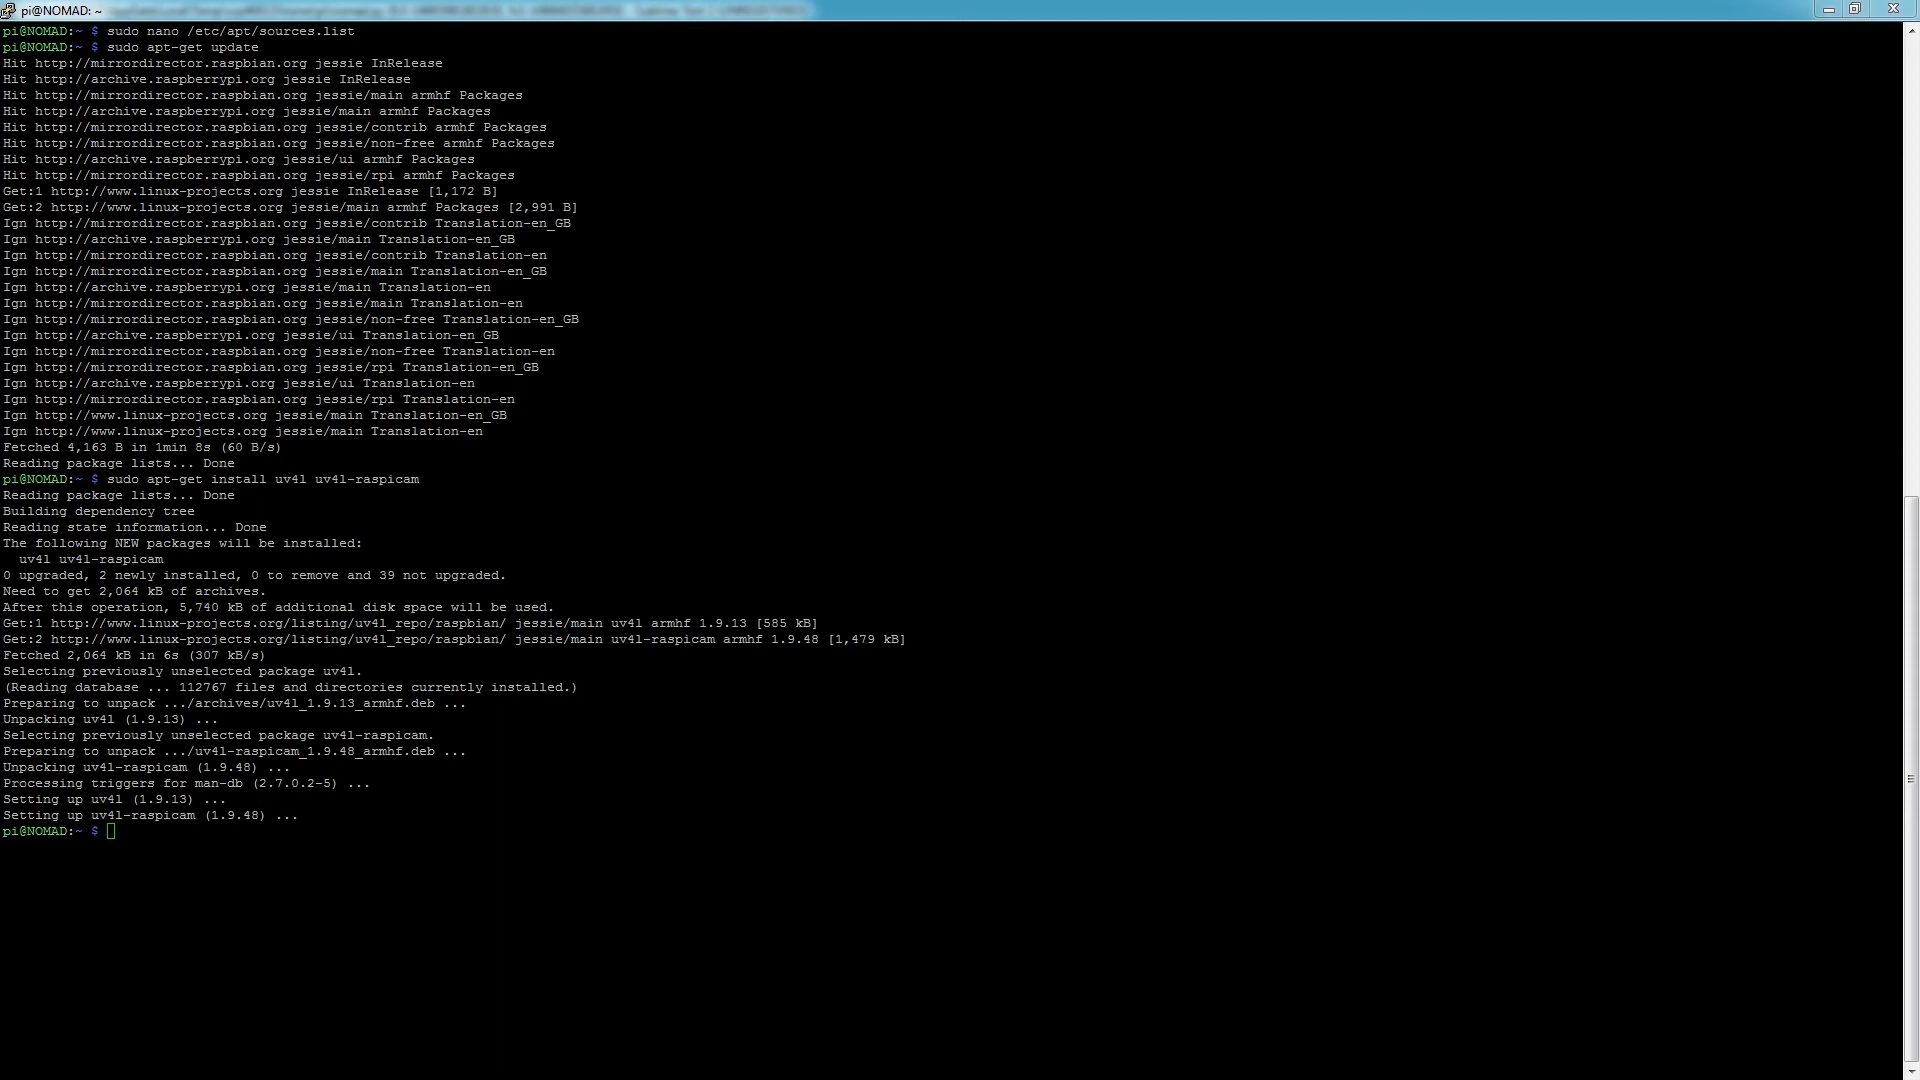 pi@NOMAD: ~
pi@NOMAD:~ $ sudo nano /etc/apt/sources.list
pi@NOMAD:~ $ sudo apt-get update
Hit http://mirrordirector.raspbian.org jessie InRelease
Hit http://archive.raspberrypi.org jessie InRelease
Hit http://mirrordirector.raspbian.org jessie/main armhf Packages
Hit http://archive.raspberrypi.org jessie/main armhf Packages
Hit http://mirrordirector.raspbian.org jessie/contrib armhf Packages
Hit http://mirrordirector.raspbian.org jessie/non-free armhf Packages
Hit http://archive.raspberrypi.org jessie/ui armhf Packages
Hit http://mirrordirector.raspbian.org jessie/rpi armhf Packages
Get:1 http://www.linux-projects.org jessie InRelease [1,172 B]
Get:2 http://www.linux-projects.org jessie/main armhf Packages [2,991 B]
Ign http://mirrordirector.raspbian.org jessie/contrib Translation-en_GB
Ign http://archive.raspberrypi.org jessie/main Translation-en_GB
Ign http://mirrordirector.raspbian.org jessie/contrib Translation-en
Ign http://mirrordirector.raspbian.org jessie/main Translation-en_GB
Ign http://archive.raspberrypi.org jessie/main Translation-en
Ign http://mirrordirector.raspbian.org jessie/main Translation-en
Ign http://mirrordirector.raspbian.org jessie/non-free Translation-en_GB
Ign http://archive.raspberrypi.org jessie/ui Translation-en_GB
Ign http://mirrordirector.raspbian.org jessie/non-free Translation-en
Ign http://mirrordirector.raspbian.org jessie/rpi Translation-en_GB
Ign http://archive.raspberrypi.org jessie/ui Translation-en
Ign http://mirrordirector.raspbian.org jessie/rpi Translation-en
Ign http://www.linux-projects.org jessie/main Translation-en_GB
Ign http://www.linux-projects.org jessie/main Translation-en
Fetched 4,163 B in 1min 8s (60 B/s)
Reading package lists... Done
pi@NOMAD:~ $ sudo apt-get install uv4l uv4l-raspicam
Reading package lists... Done
Building dependency tree
Reading state information... Done
The following NEW packages will be installed:
uv4l uv4l-raspicam
0 upgraded, 2 newly installed, 0 to remove and 39 not upgraded.
Need to get 2,064 kB of archives.
After this operation, 5,740 kB of additional disk space will be used.
Get:1 http://www.linux-projects.org/listing/uv4l_repo/raspbian/ jessie/main uv4l armhf 1.9.13 [585 kB]
Get:2 http://www.linux-projects.org/listing/uv4l_repo/raspbian/ jessie/main uv4l-raspicam armhf 1.9.48 [1,479 kB]
Fetched 2,064 kB in 6s (307 kB/s)
Selecting previously unselected package uv4l.
(Reading database ... 112767 files and directories currently installed.)
Preparing to unpack .../archives/uv4l_1.9.13_armhf.deb ...
Unpacking uv4l (1.9.13) ...
Selecting previously unselected package uv4l-raspicam.
Preparing to unpack .../uv4l-raspicam_1.9.48_armhf.deb ...
Unpacking uv4l-raspicam (1.9.48) ...
Processing triggers for man-db (2.7.0.2-5) ...
Setting up uv4l (1.9.13) ...
Setting up uv4l-raspicam (1.9.48) ...
pi@NOMAD:~ $